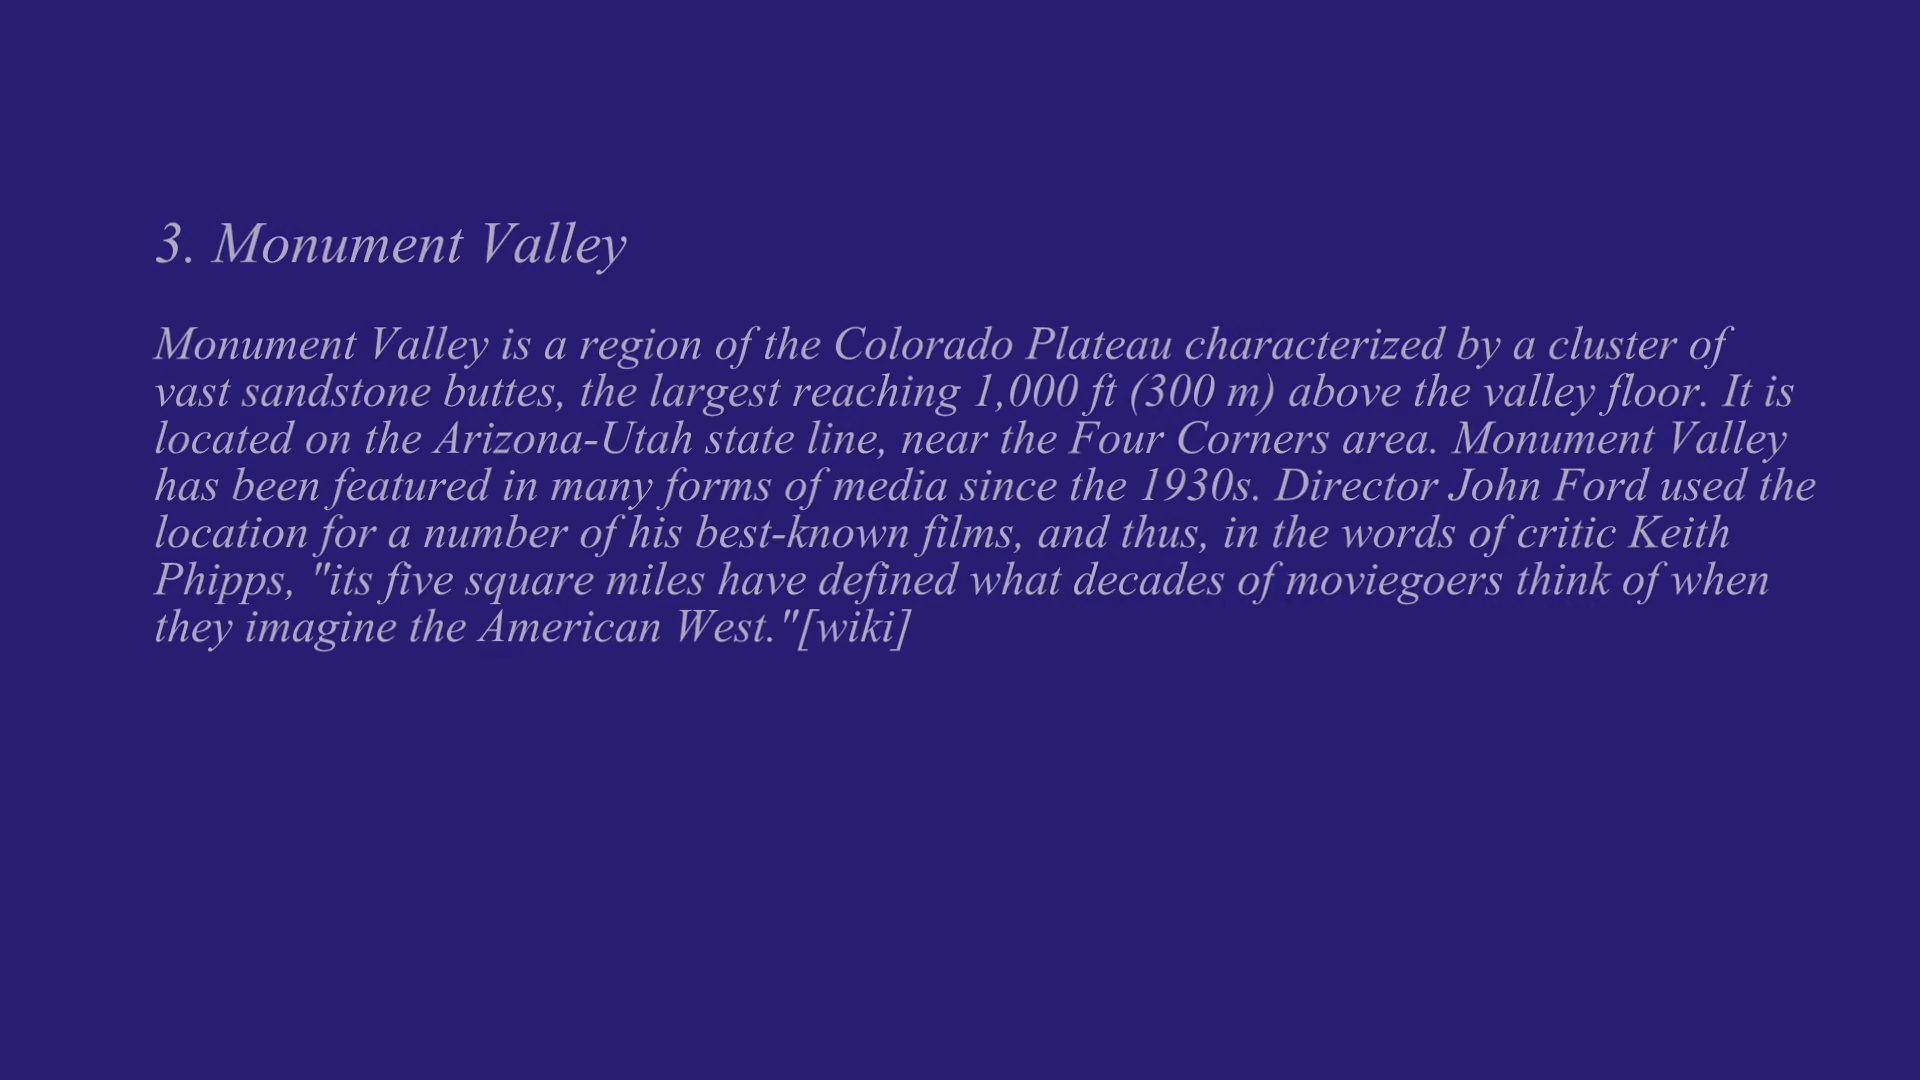 3. Monument Valley
Monument Valley is a region of the Colorado Plateau characterized by a cluster of
vast sandstone buttes, the largest reaching 1,000 ft (300 m) above the valley floor. It is
located on the Arizona-Utah state line, near the Four Corners area. Monument Valley
has been featured in many forms of media since the 1930s. Director John Ford used the
location for a number of his best-known films, and thus, in the words of critic Keith
Phipps, "its five square miles have defined what decades of moviegoers think of when
they imagine the American West."[wiki]